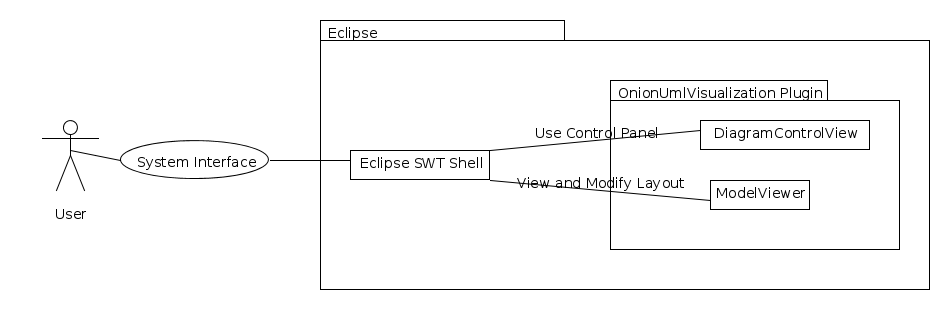 Eclipse
OnionUmlVisualization Plugin
Use Control Panel
DiagramControlView
System Interface
Eclipse SWT Shell
View and Modify Layout
ModelViewer
User